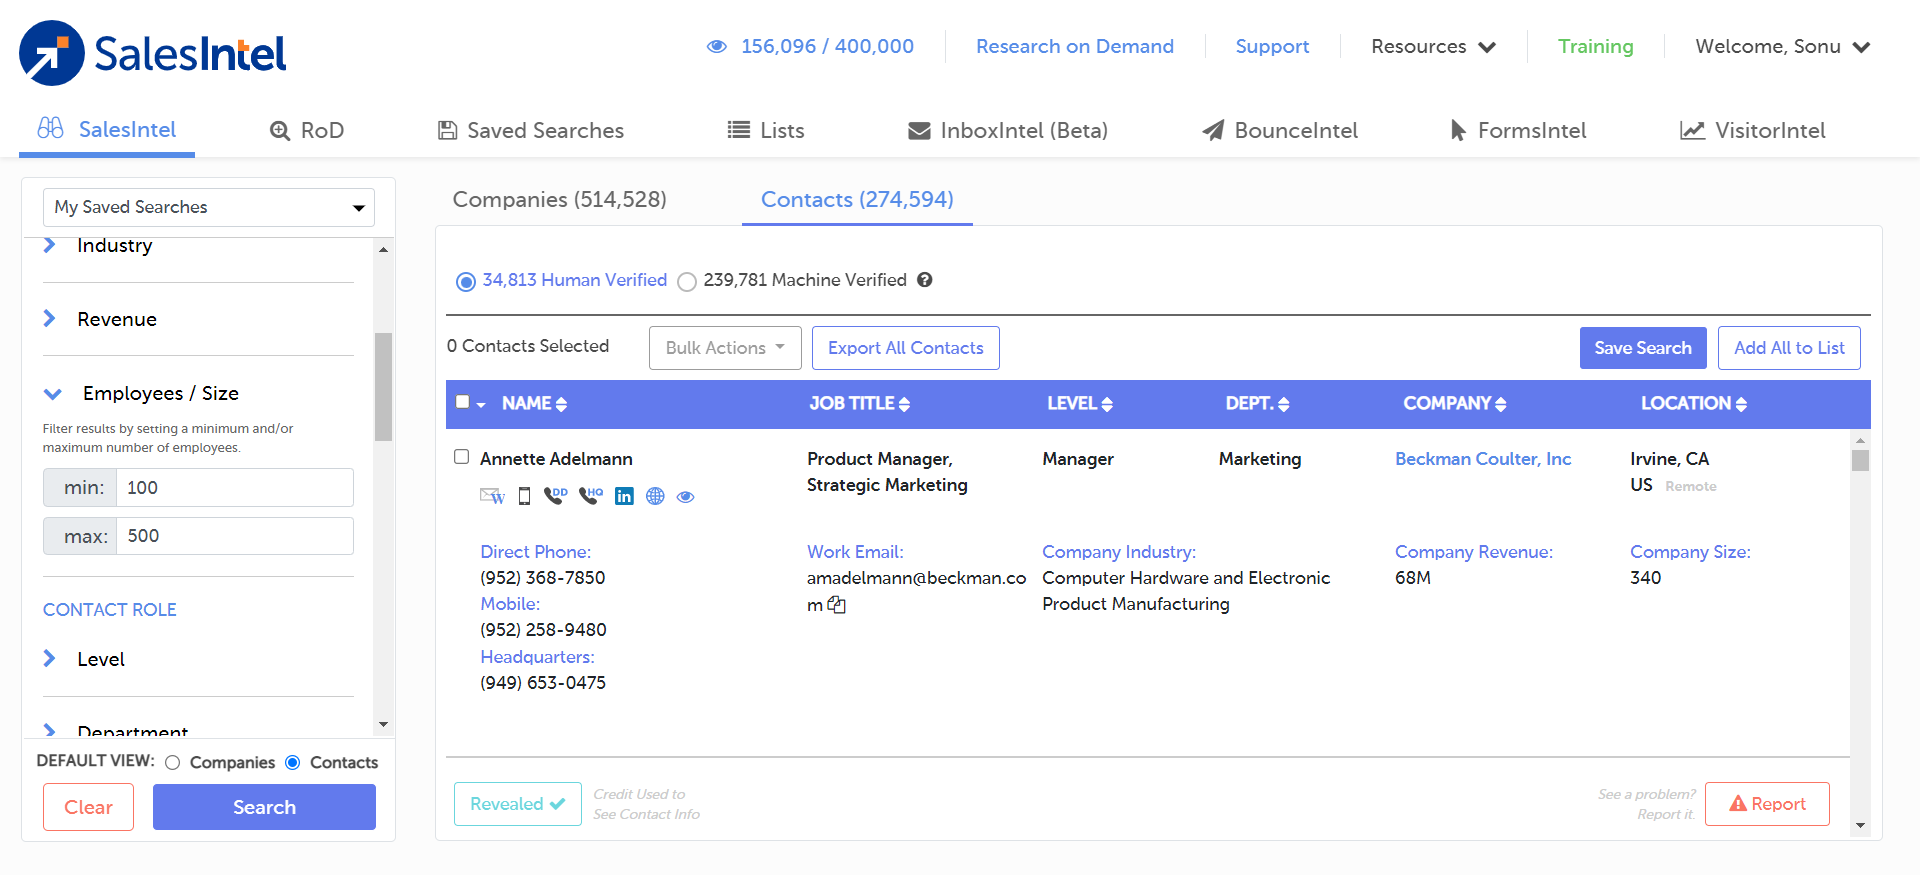 SalesIntel
156,096 / 400,000
Research on Demand
Support
Resources
Training
Welcome, Sonu
SalesIntel
RoD
Saved Searches
Lists
InboxIntel (Beta)
BounceIntel
FormsIntel
VisitorIntel
My Saved Searches
Industry
Revenue
Employees / Size
Filter results by setting a minimum and/or
maximum number of employees.
min: 100
max: 500
CONTACT ROLE
Level
Department
DEFAULT VIEW: Companies Contacts
Clear
Search
Companies (514,528)
Contacts (274,594)
34,813 Human Verified
239,781 Machine Verified ?
0 Contacts Selected
Bulk Actions
Export All Contacts
Save Search
Add All to List
NAME
JOB TITLE
LEVEL
DEPT.
COMPANY
LOCATION
Annette Adelmann
W
DD
HQ
in
Product Manager,
Strategic Marketing
Manager
Marketing
Beckman Coulter, Inc
Irvine, CA
US Remote
Direct Phone:
(952) 368-7850
Mobile:
(952) 258-9480
Headquarters:
(949) 653-0475
Work Email:
amadelmann@beckman.co
m
Company Industry:
Computer Hardware and Electronic
Product Manufacturing
Company Revenue:
68M
Company Size:
340
Revealed
Credit Used to
See Contact Info
See a problem?
Report it.
Report